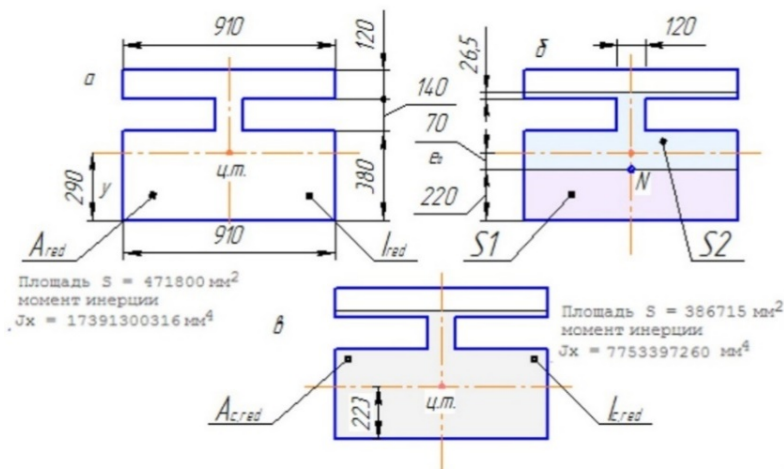 910
120
а
140
380
290
у
ц.т.
910
Ared
Ired
Площадь S = 471800 мм²
момент инерции
Jx = 17391300316 мм⁴
б
26,5
120
70
220
N
S1
S2
в
Ac,red
Ic,red
ц.т.
223
Площадь S = 386715 мм²
момент инерции
Jx = 7753397260 мм⁴